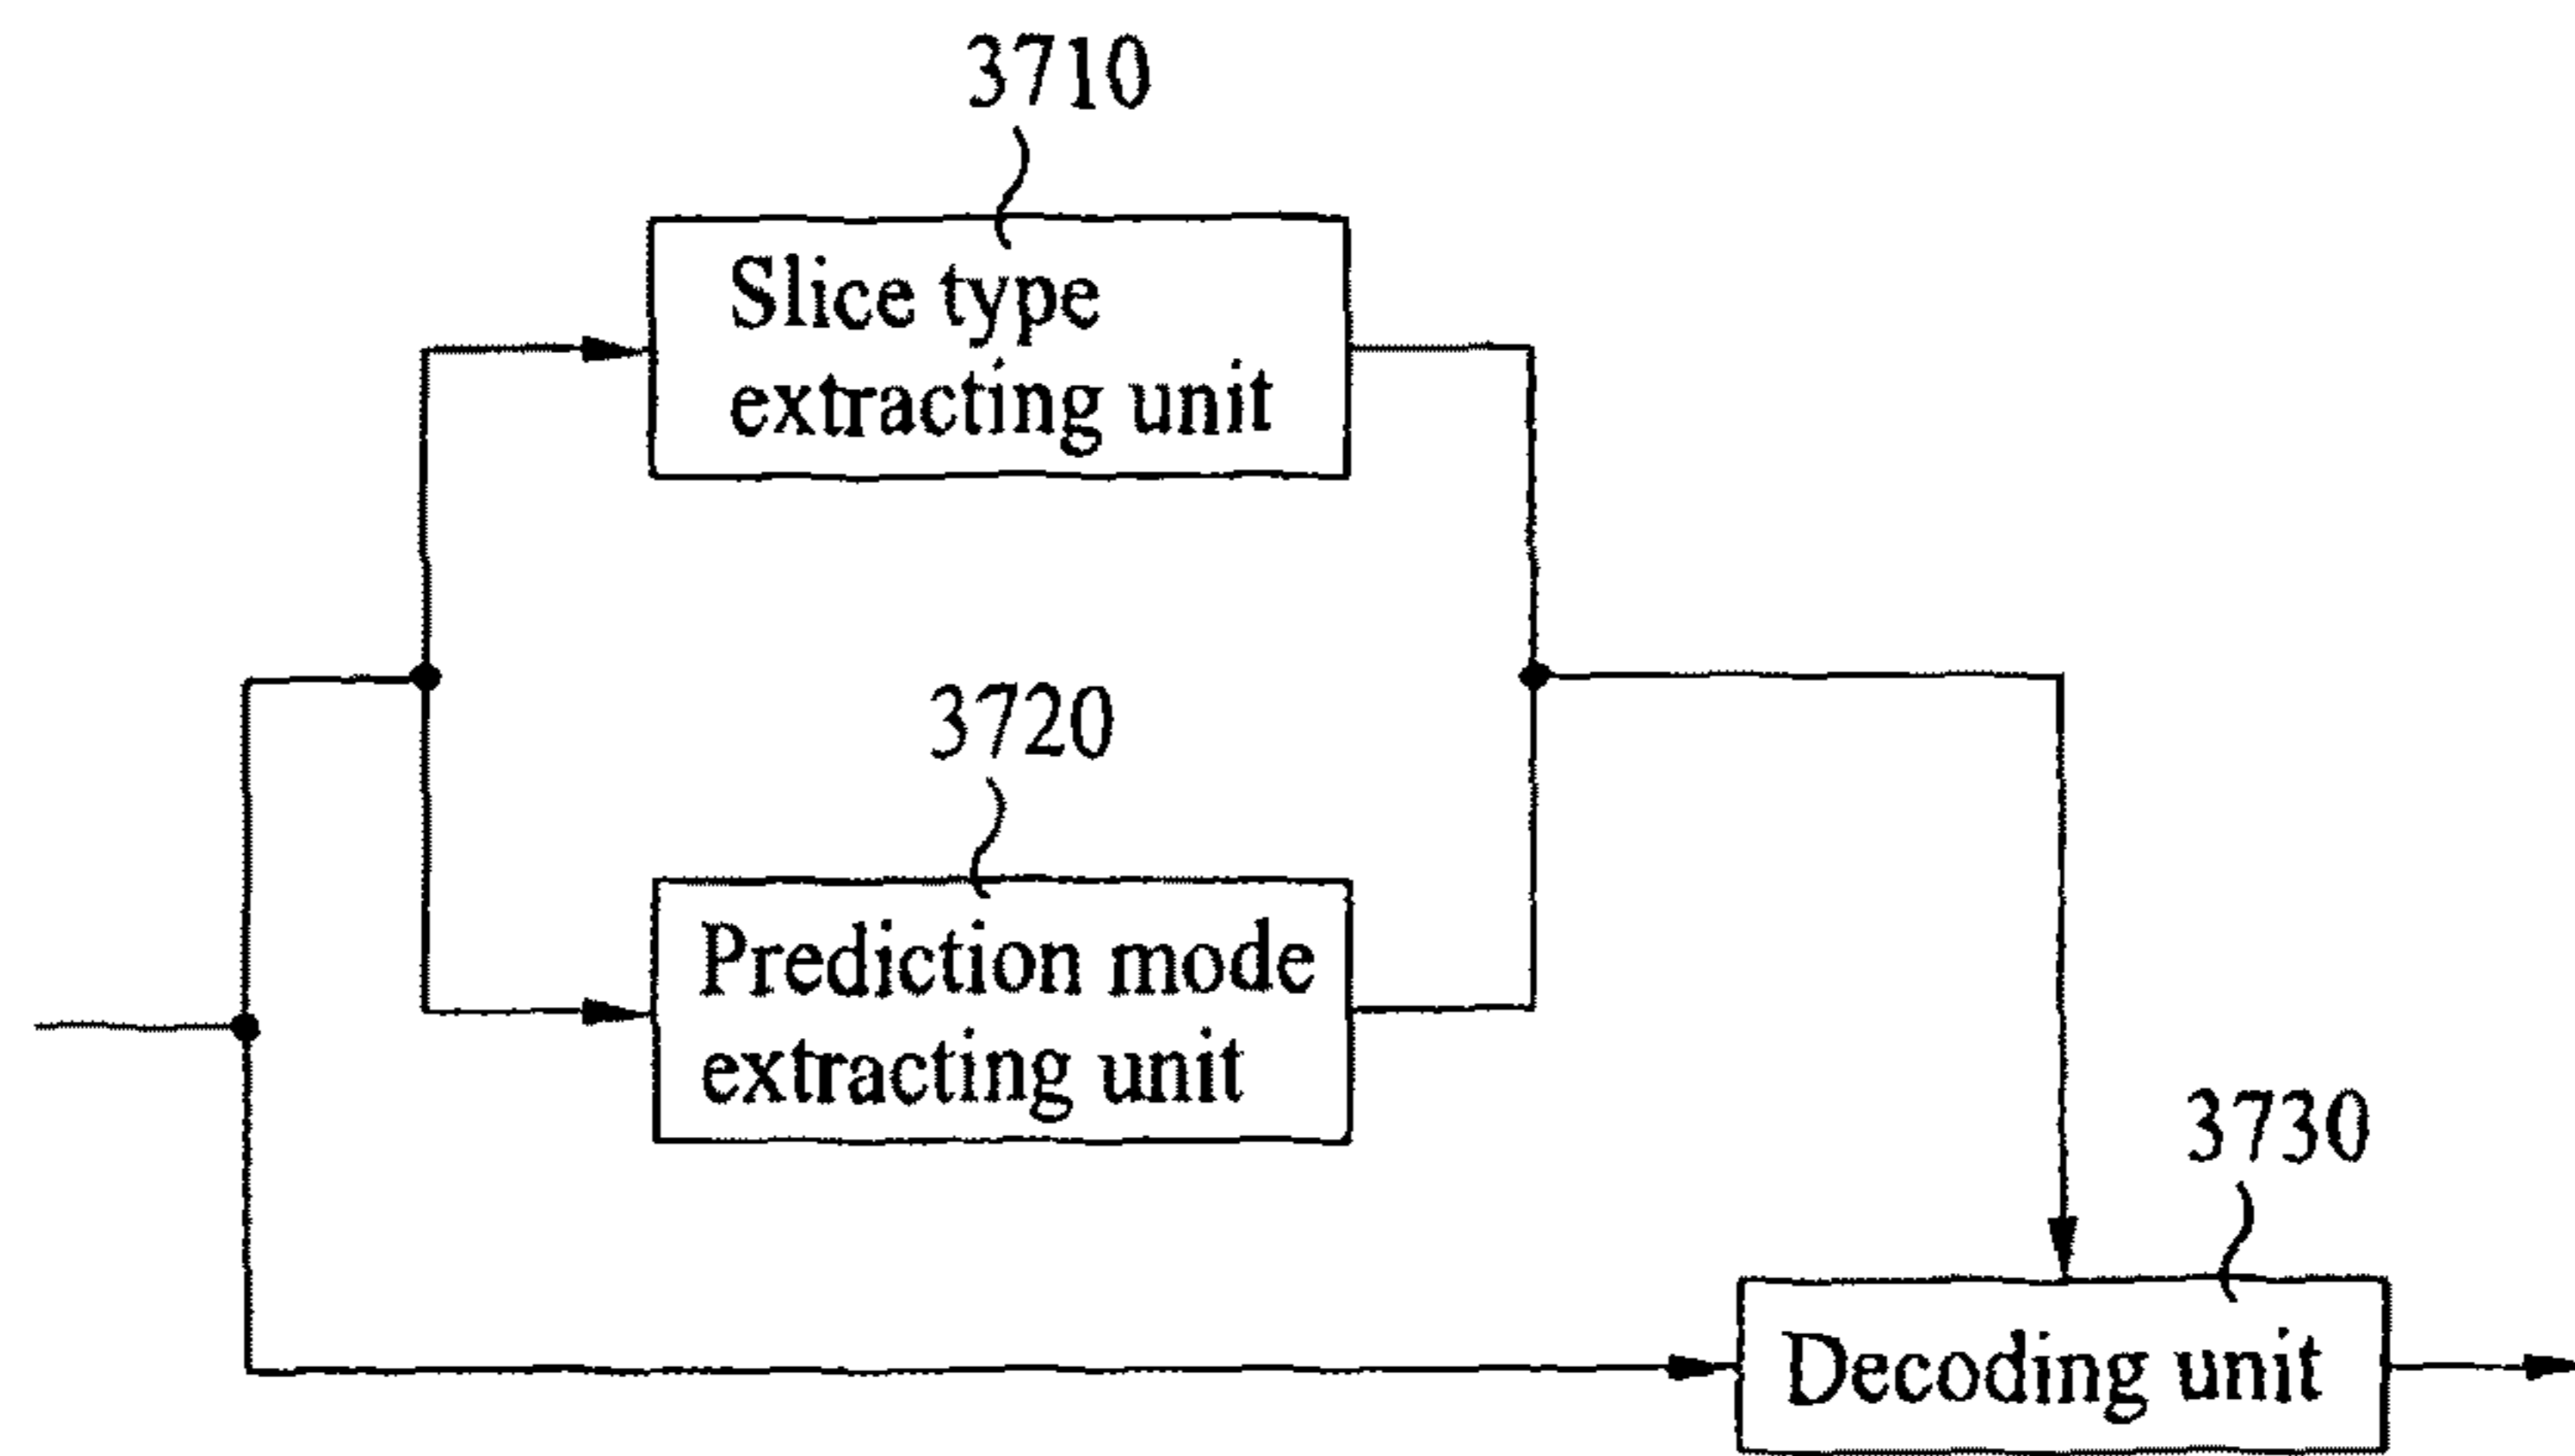 3710
Slice type
extracting unit
3720
Prediction mode
extracting unit
3730
Decoding unit